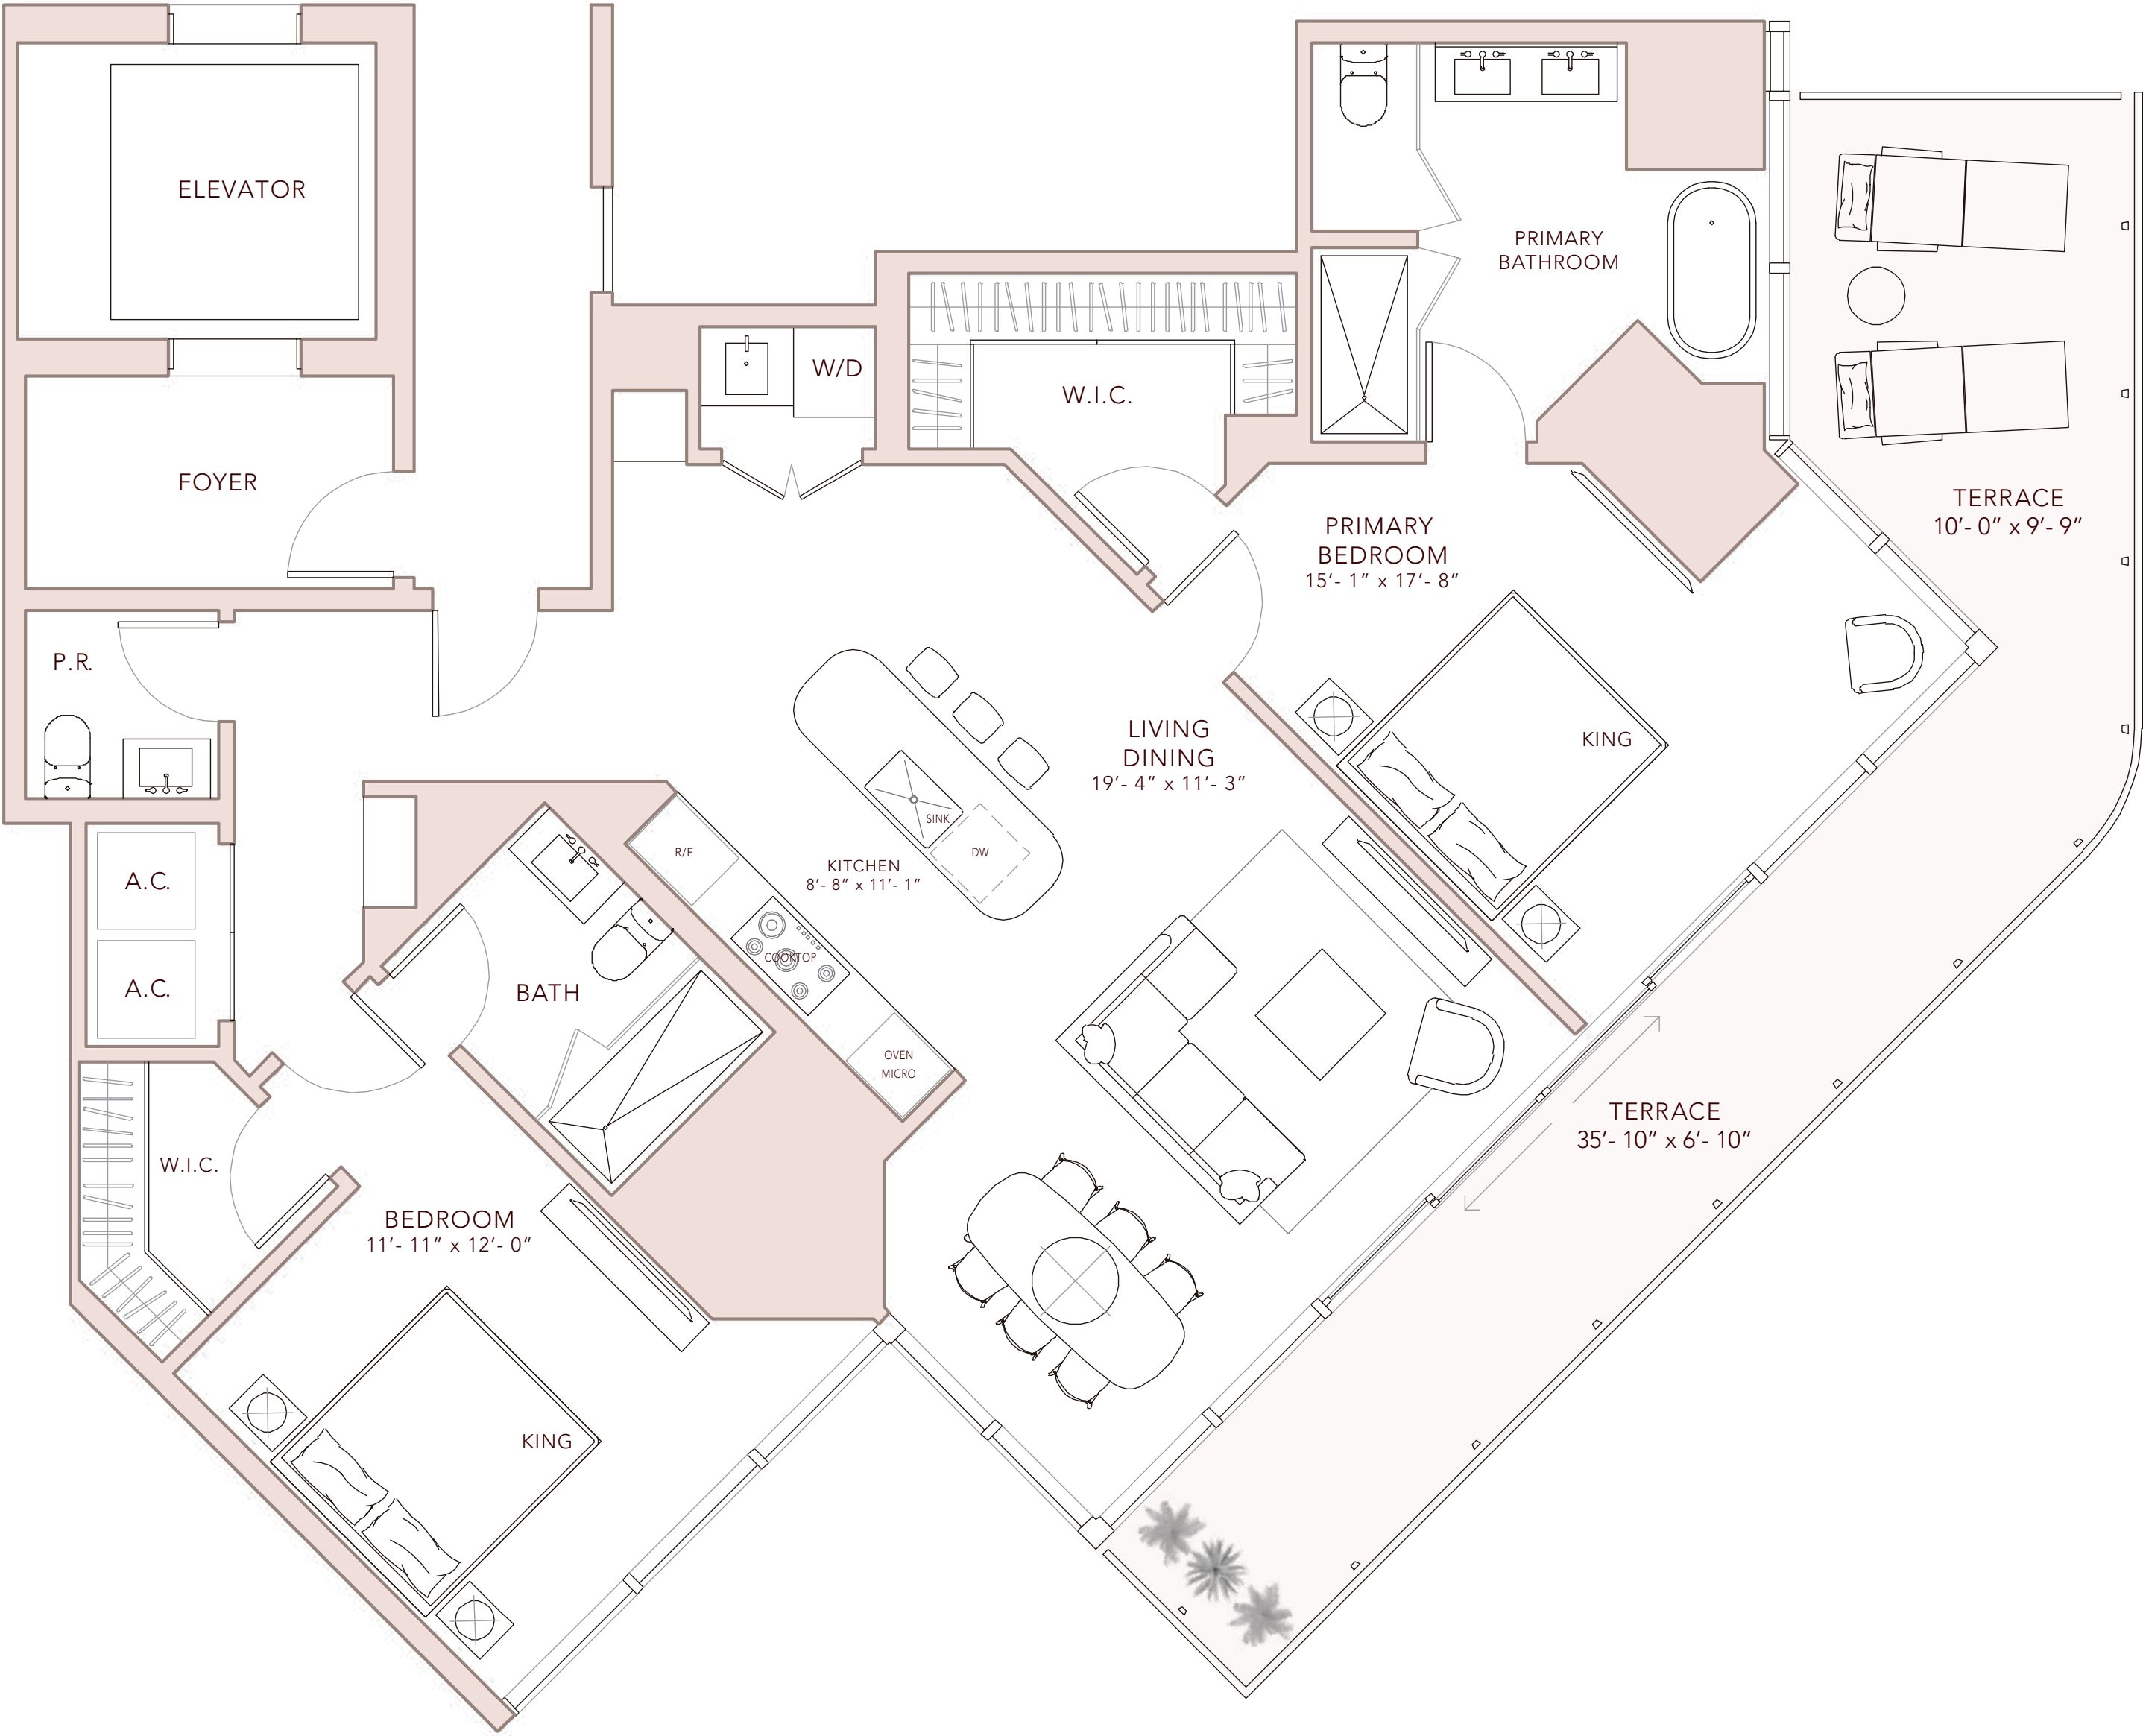 ELEVATOR
W/D
W.I.C.
PRIMARY
BATHROOM
FOYER
TERRACE
10'- 0" x 9'- 9"
PRIMARY
BEDROOM
15'- 1" x 17'- 8"
P.R.
LIVING
DINING
19'- 4" x 11'- 3"
KING
SINK
DW
R/F
KITCHEN
8'- 8" x 11'- 1"
A.C.
COOKTOP
A.C.
BATH
OVEN
MICRO
TERRACE
35'- 10" x 6'- 10"
W.I.C.
BEDROOM
11'- 11" x 12'- 0"
KING